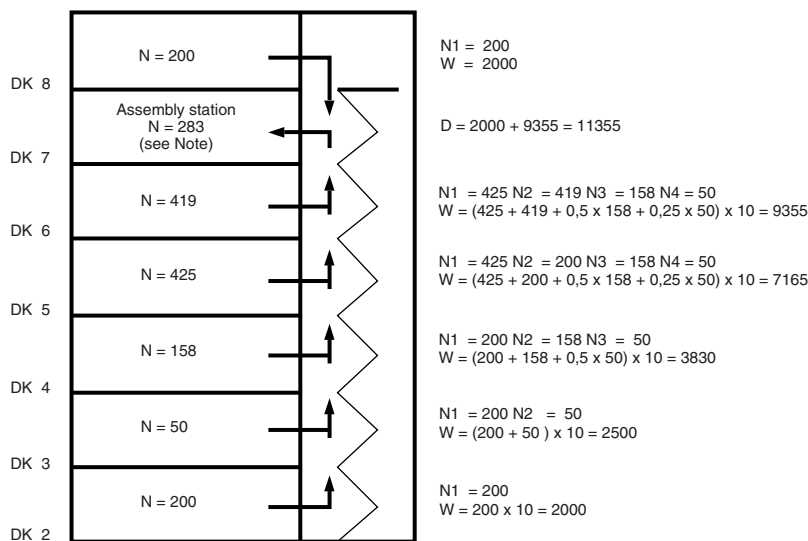 N = 200
N1 = 200
W = 2000
DK 8
Assembly station
N = 283
(see Note)
D = 2000 + 9355 = 11355
DK 7
N = 419
N1 = 425 N2 = 419 N3 = 158 N4 = 50
W = (425 + 419 + 0,5 x 158 + 0,25 x 50) x 10 = 9355
DK 6
N = 425
N1 = 425 N2 = 200 N3 = 158 N4 = 50
W = (425 + 200 + 0,5 x 158 + 0,25 x 50) x 10 = 7165
DK 5
N = 158
N1 = 200 N2 = 158 N3 = 50
W = (200 + 158 + 0,5 x 50) x 10 = 3830
DK 4
N = 50
N1 = 200 N2 = 50
W = (200 + 50 ) x 10 = 2500
DK 3
N = 200
N1 = 200
W = 200 x 10 = 2000
DK 2